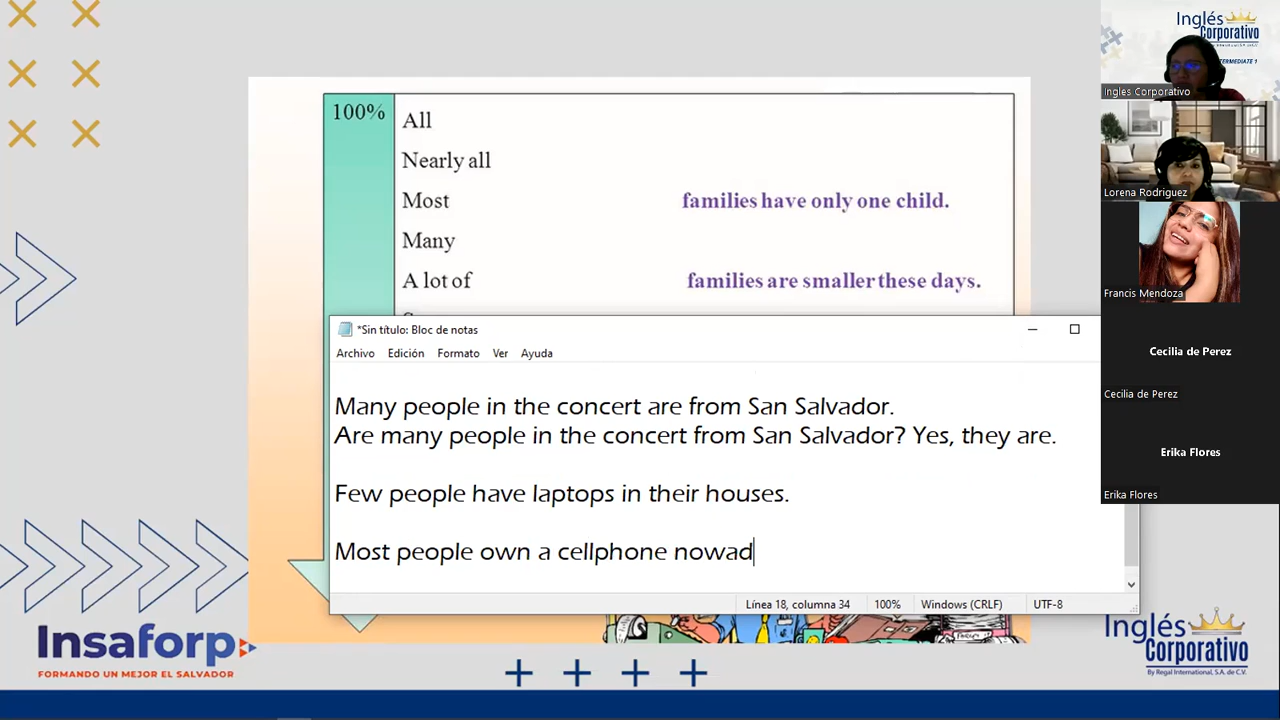 100%
All
Nearly all
Most
families have only one child.
Many
A lot of
families are smaller these days.
*Sin título: Bloc de notas
Archivo Edición Formato Ver Ayuda
Many people in the concert are from San Salvador.
Are many people in the concert from San Salvador? Yes, they are.
Few people have laptops in their houses.
Most people own a cellphone nowad
Línea 18, columna 34 100% Windows (CRLF) UTF-8
Insaforp
FORMANDO UN MEJOR EL SALVADOR
Inglés
Corporativo
By Regal International, S.A. de C.V.
Inglés
Corporativo
Ingles Corporativo
Lorena Rodriguez
Francis Mendoza
Cecilia de Perez
Cecilia de Perez
Erika Flores
Erika Flores